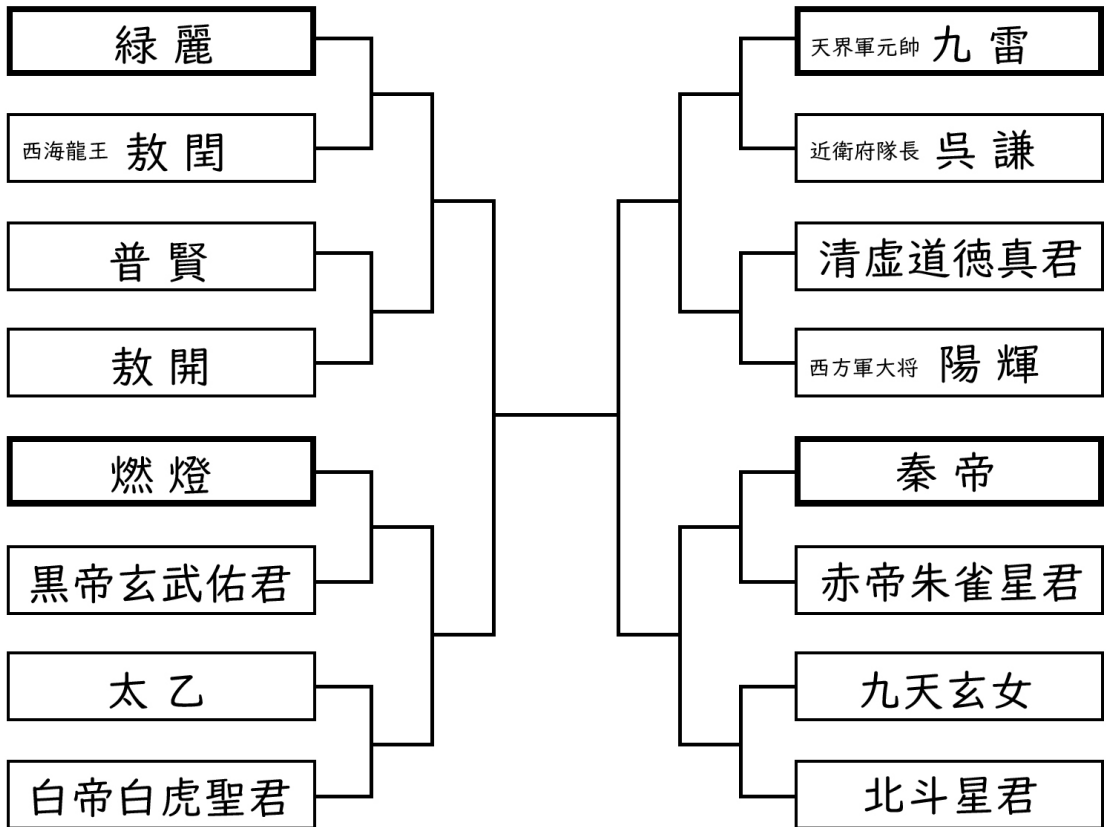 緑麗
西海龍王 敖閏
普賢
敖開
燃燈
黒帝玄武佑君
太乙
白帝白虎聖君
天界軍元帥 九雷
近衛府隊長 呉謙
清虚道徳真君
西方軍大将 陽輝
秦帝
赤帝朱雀星君
九天玄女
北斗星君